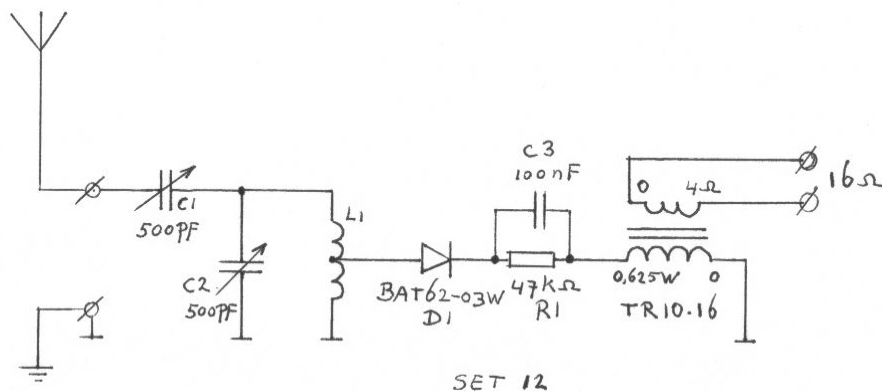 C1
500PF
C2
500PF
L1
BAT62-03W
D1
C3
100nF
47kΩ
R1
0
4Ω
16Ω
0,625W
0
TR10.16
SET 12